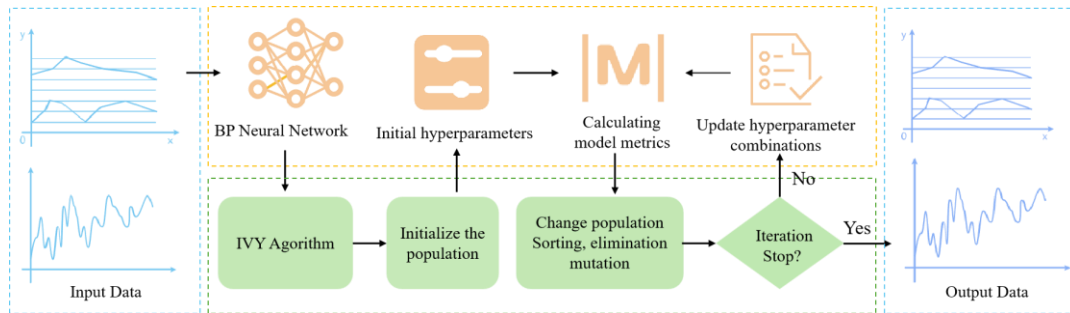 y
0
x
Input Data
BP Neural Network
Initial hyperparameters
M
Calculating
model metrics
Update hyperparameter
combinations
IVY Agorithm
Initialize the
population
Change population
Sorting, elimination
mutation
Iteration
Stop?
No
Yes
y
0
x
Output Data